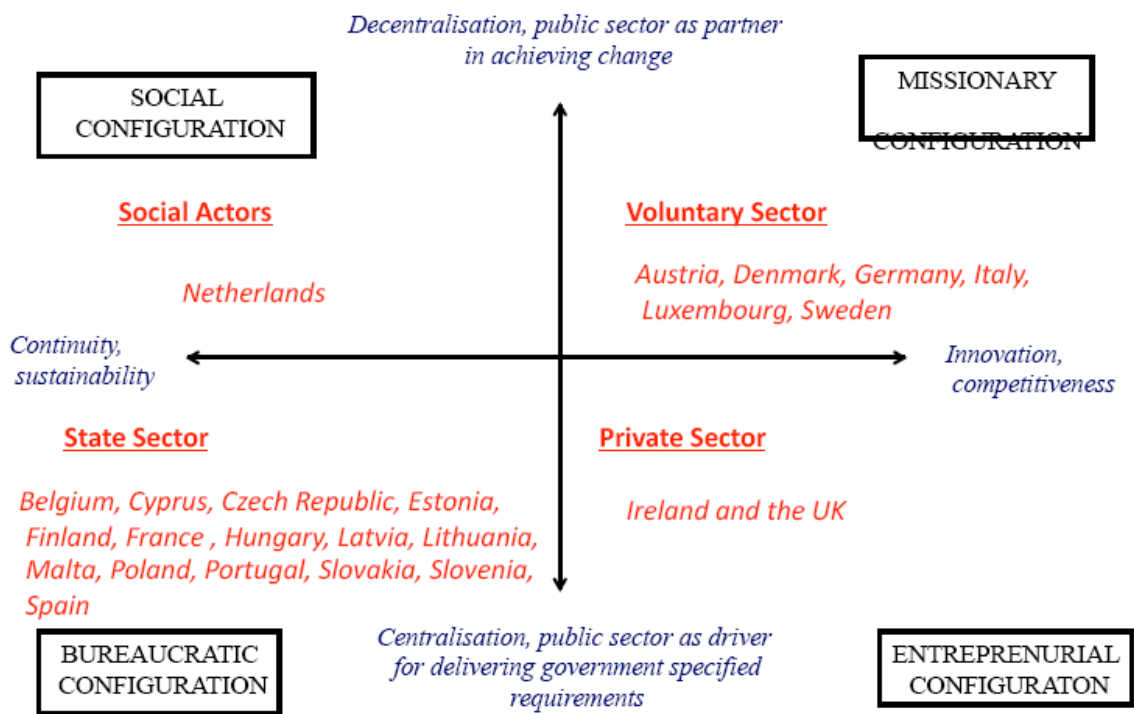 Decentralisation, public sector as partner
in achieving change
SOCIAL
CONFIGURATION
MISSIONARY
CONFIGURATION
Social Actors
Voluntary Sector
Netherlands
Austria, Denmark, Germany, Italy,
Luxembourg, Sweden
Continuity,
sustainability
Innovation,
competitiveness
State Sector
Private Sector
Belgium, Cyprus, Czech Republic, Estonia,
Finland, France , Hungary, Latvia, Lithuania,
Malta, Poland, Portugal, Slovakia, Slovenia,
Spain
Ireland and the UK
BUREAUCRATIC
CONFIGURATION
Centralisation, public sector as driver
for delivering government specified
requirements
ENTREPRENURIAL
CONFIGURATON